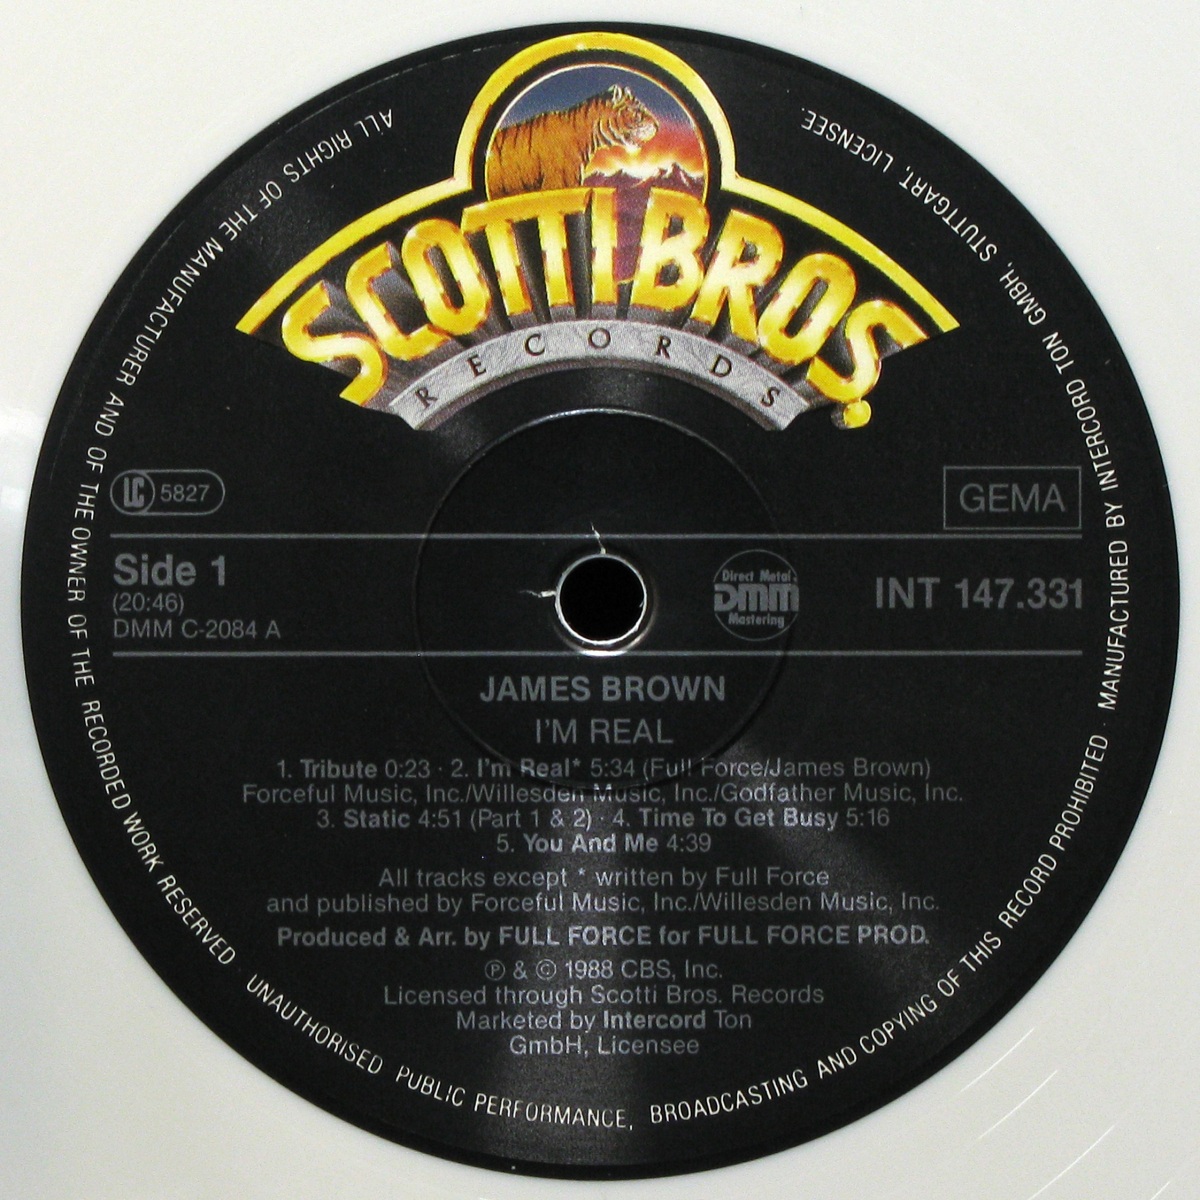 SCOTTI BROS.
RECORDS
LC 5827
GEMA
Side 1
(20:46)
DMM C-2084 A
Direct Metal
DMM
Mastering
INT 147.331
JAMES BROWN
I'M REAL
1. Tribute 0:23 · 2. I'm Real* 5:34 (Full Force/James Brown)
Forceful Music, Inc./Willesden Music, Inc./Godfather Music, Inc.
3. Static 4:51 (Part 1 & 2) · 4. Time To Get Busy 5:16
5. You And Me 4:39
All tracks except * written by Full Force
and published by Forceful Music, Inc./Willesden Music, Inc.
Produced & Arr. by FULL FORCE for FULL FORCE PROD.
℗ & © 1988 CBS, Inc.
Licensed through Scotti Bros. Records
Marketed by Intercord Ton
GmbH, Licensee
ALL RIGHTS OF THE MANUFACTURER AND OF THE OWNER OF THE RECORDED WORK RESERVED UNAUTHORISED PUBLIC PERFORMANCE, BROADCASTING AND COPYING OF THIS RECORD PROHIBITED · MANUFACTURED BY INTERCORD TON GMBH, STUTTGART, LICENSEE.